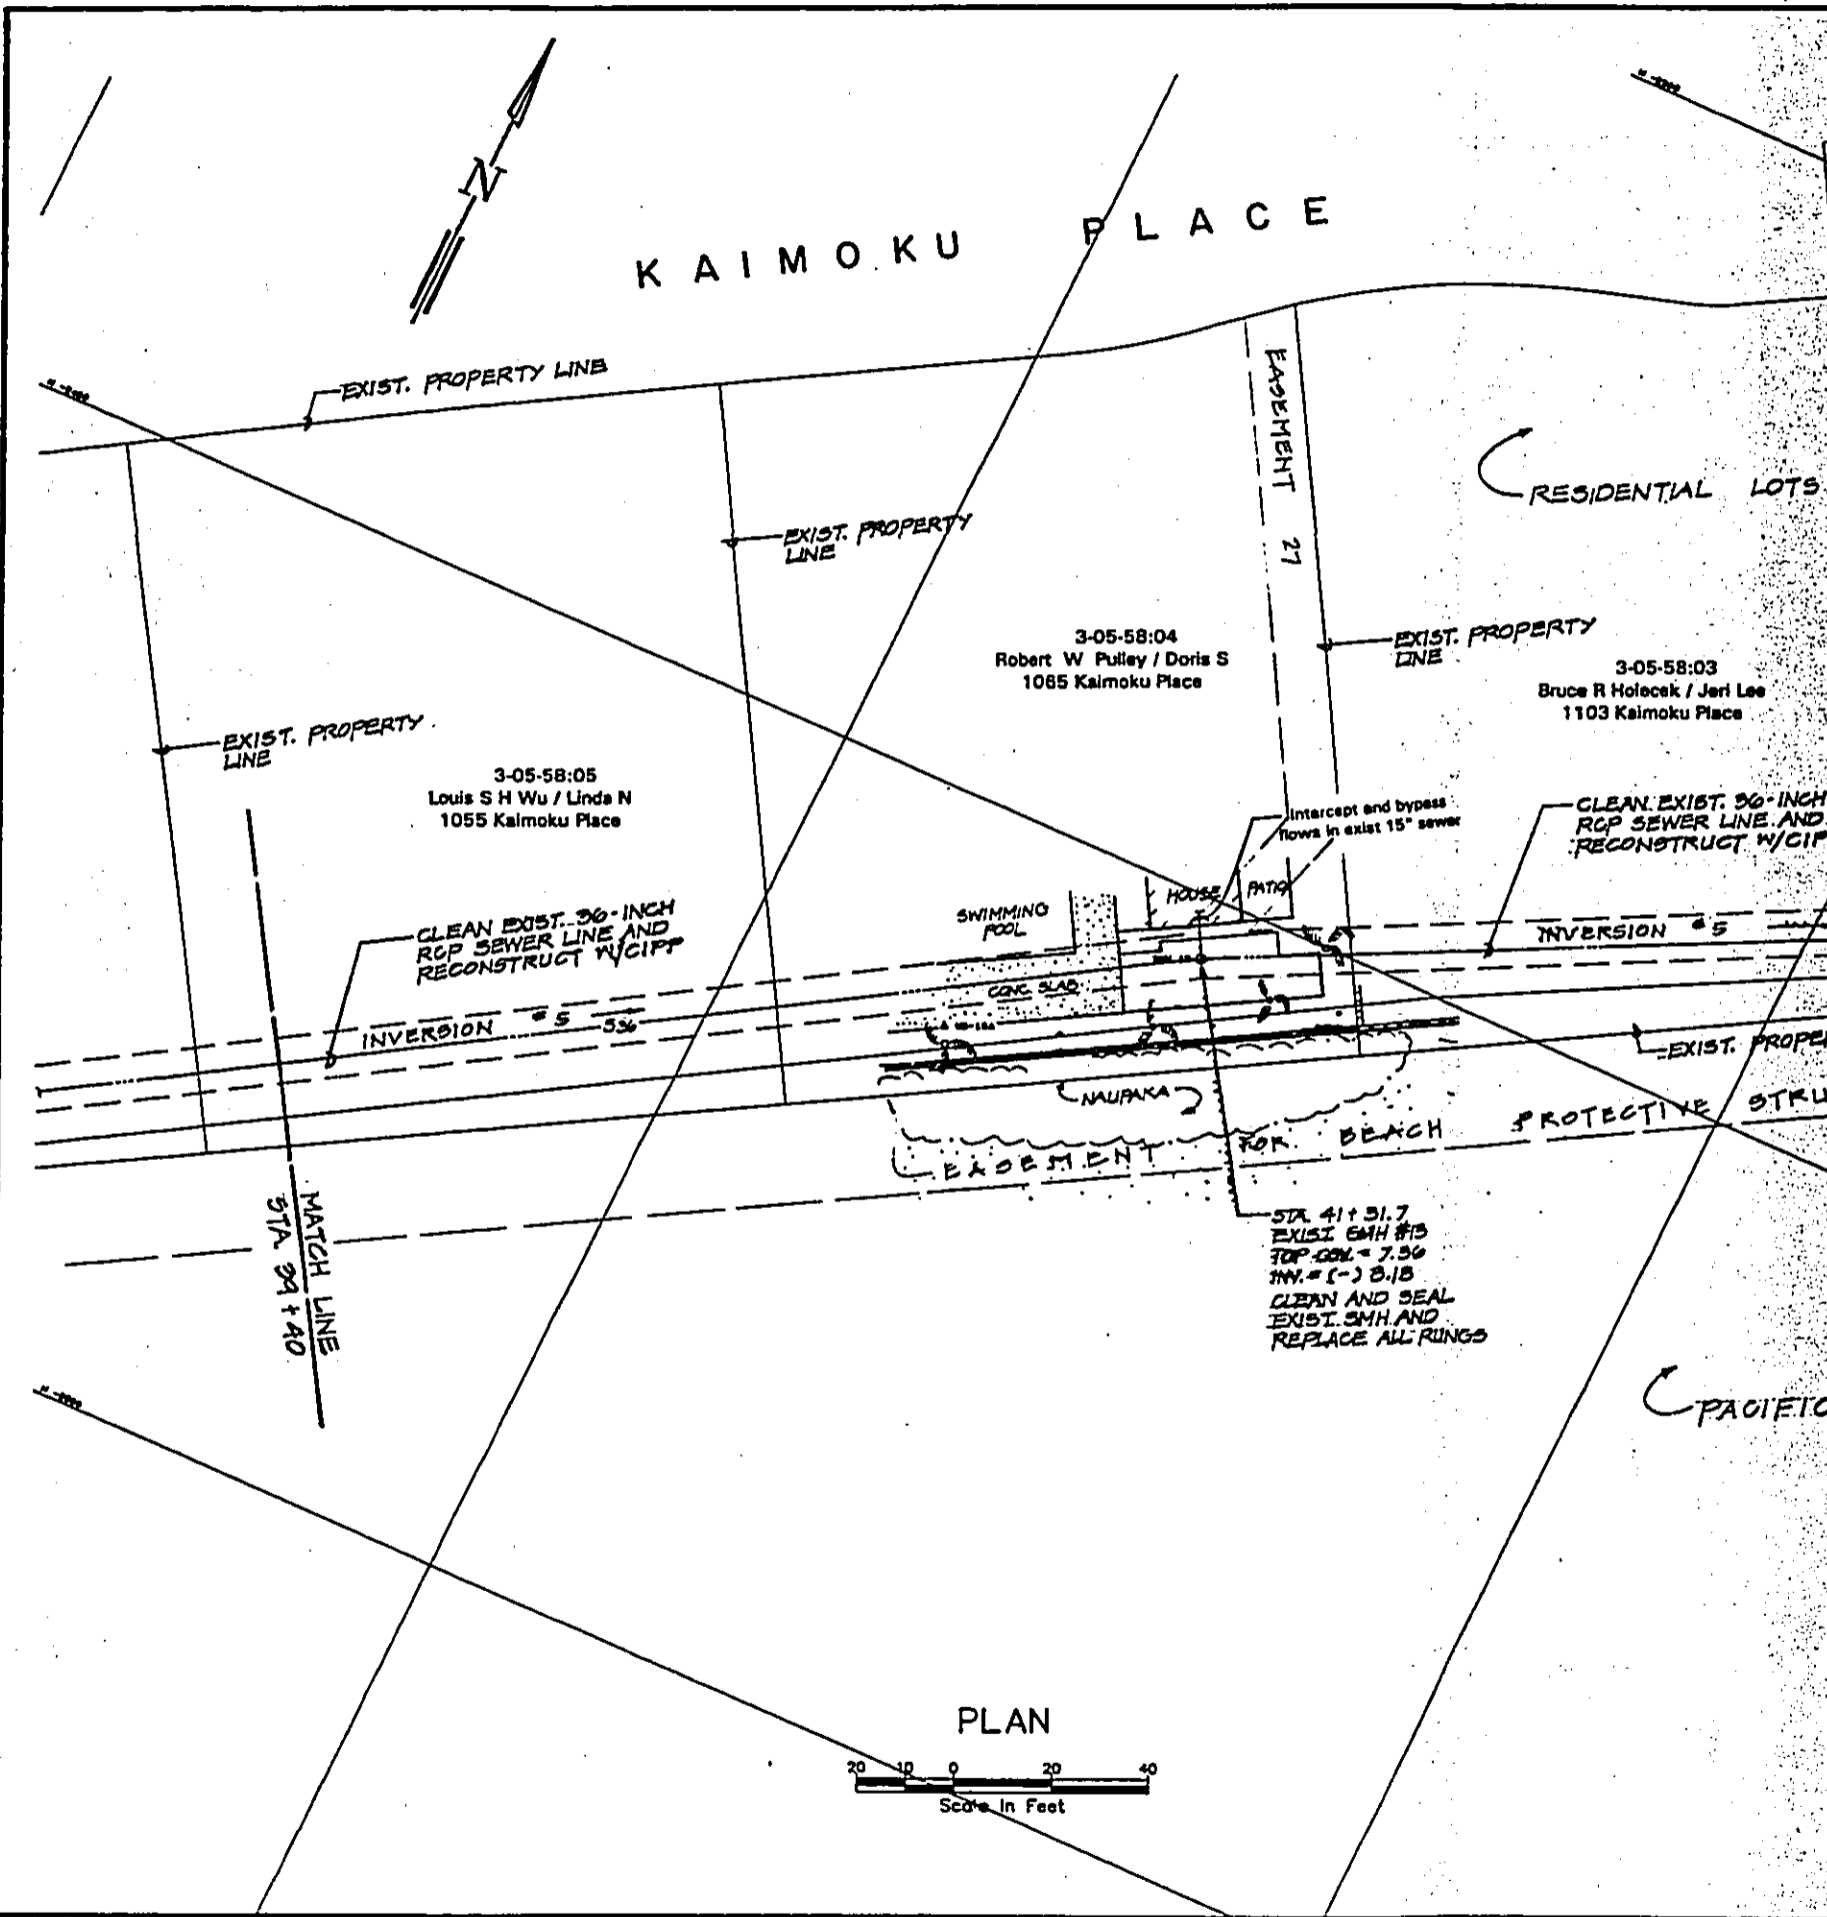 N
KAIMOKU PLACE
EXIST. PROPERTY LINE
EASEMENT 27
RESIDENTIAL LOTS
EXIST. PROPERTY
LINE
3-05-58:04
Robert W Pulley / Doris S
1065 Kaimoku Place
EXIST. PROPERTY
LINE
3-05-58:03
Bruce R Holecek / Jeri Lee
1103 Kaimoku Place
EXIST. PROPERTY
LINE
3-05-58:05
Louis S H Wu / Linda N
1055 Kaimoku Place
Intercept and bypass
flows in exist 15" sewer
CLEAN EXIST. 36-INCH
RCP SEWER LINE AND
RECONSTRUCT W/CIP
HOUSE
PATIO
SWIMMING
POOL
CLEAN EXIST. 36-INCH
RCP SEWER LINE AND
RECONSTRUCT W/CIPP
INVERSION #5
CONC. SLAB
INVERSION #5 S36
EXIST. PROPE
NAUPAKA
EASEMENT FOR BEACH PROTECTIVE STRU
MATCH LINE
STA 39+40
STA. 41+31.7
EXIST. SMH #13
TOP = 7.36
INV. = (-) 8.18
CLEAN AND SEAL
EXIST. SMH AND
REPLACE ALL RUNGS
PACIFIC
PLAN
20 10 0 20 40
Scale In Feet